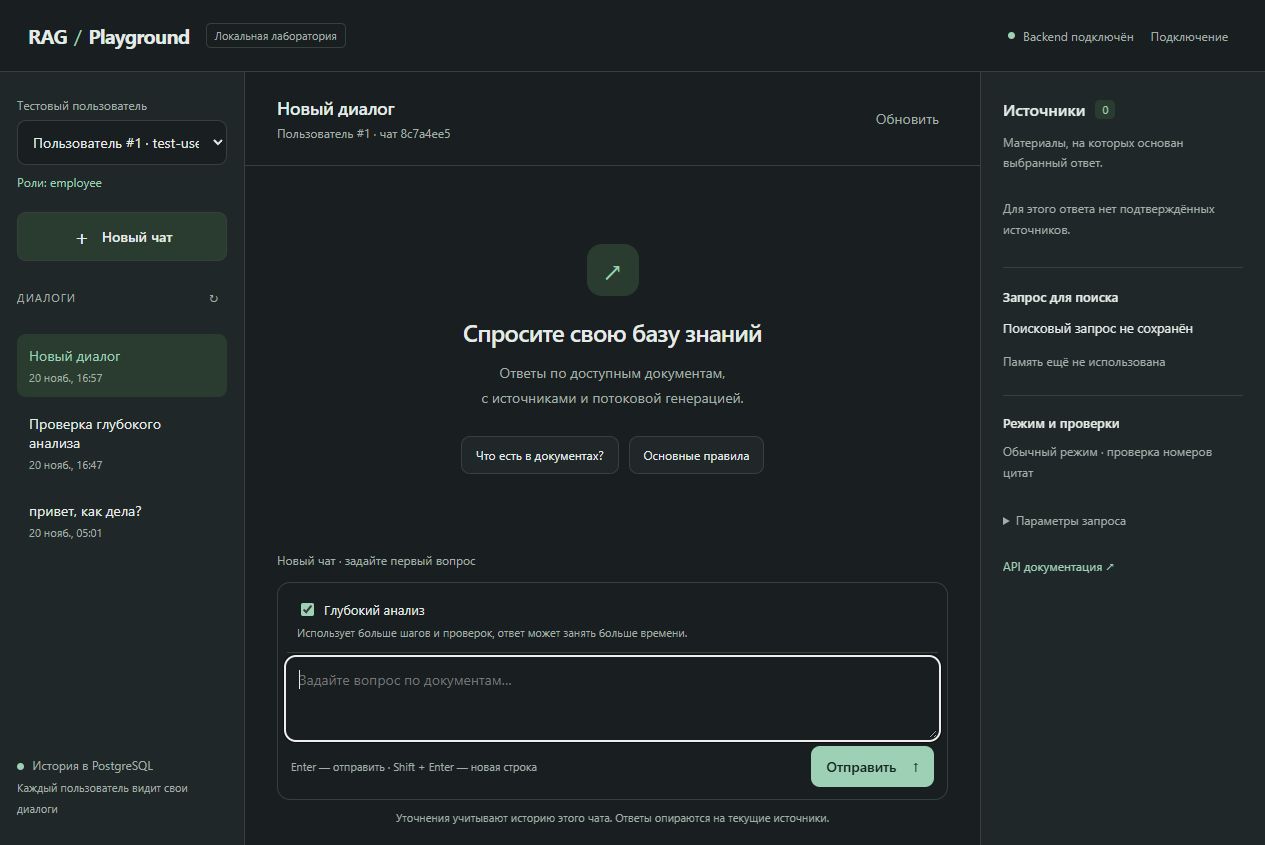 RAG / Playground
Локальная лаборатория
Backend подключён
Подключение
Тестовый пользователь
Пользователь #1 · test-use
Роли: employee
+ Новый чат
ДИАЛОГИ ↻
Новый диалог
20 нояб., 16:57
Проверка глубокого
анализа
20 нояб., 16:47
привет, как дела?
20 нояб., 05:01
История в PostgreSQL
Каждый пользователь видит свои
диалоги
Новый диалог
Пользователь #1 · чат 8c7a4ee5
Обновить
↗
Спросите свою базу знаний
Ответы по доступным документам,
с источниками и потоковой генерацией.
Что есть в документах?
Основные правила
Новый чат · задайте первый вопрос
Глубокий анализ
Использует больше шагов и проверок, ответ может занять больше времени.
Задайте вопрос по документам...
Enter — отправить · Shift + Enter — новая строка
Отправить ↑
Уточнения учитывают историю этого чата. Ответы опираются на текущие источники.
Источники 0
Материалы, на которых основан
выбранный ответ.
Для этого ответа нет подтверждённых
источников.
Запрос для поиска
Поисковый запрос не сохранён
Память ещё не использована
Режим и проверки
Обычный режим · проверка номеров
цитат
▶ Параметры запроса
API документация ↗